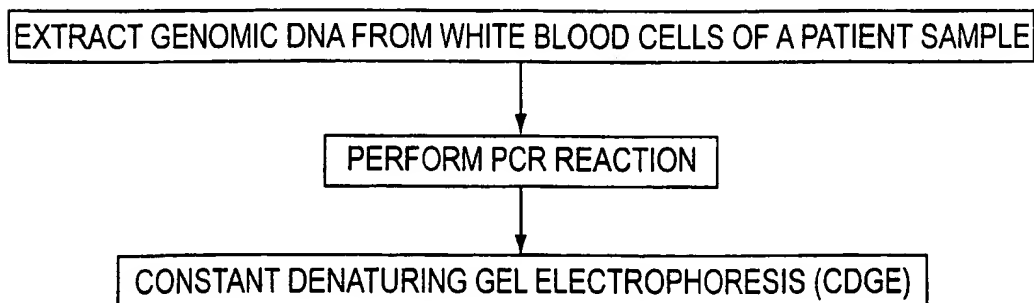 EXTRACT GENOMIC DNA FROM WHITE BLOOD CELLS OF A PATIENT SAMPLE
PERFORM PCR REACTION
CONSTANT DENATURING GEL ELECTROPHORESIS (CDGE)